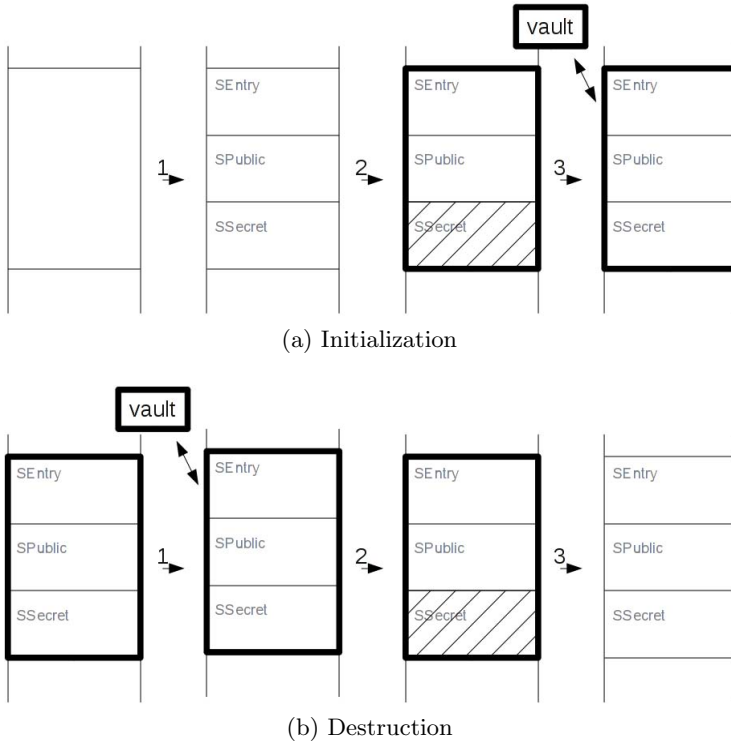 vault
SEntry SEntry SEntry
1 SPublic 2 SPublic 3 SPublic
SSecret SSecret SSecret
(a) Initialization
vault
SEntry SEntry SEntry SEntry
SPublic 1 SPublic 2 SPublic 3 SPublic
SSecret SSecret SSecret SSecret
(b) Destruction